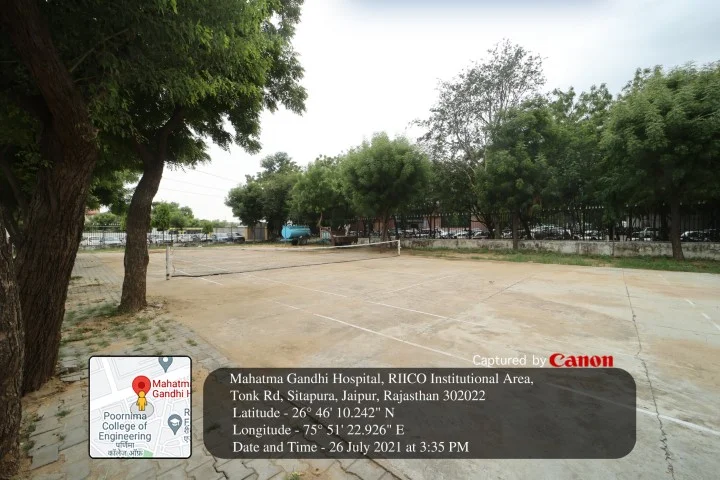 Captured by Canon
Mahatma Gandhi Hospital, RIICO Institutional Area,
Tonk Rd, Sitapura, Jaipur, Rajasthan 302022
Latitude - 26° 46' 10.242" N
Longitude - 75° 51' 22.926" E
Date and Time - 26 July 2021 at 3:35 PM
Mahatma
Gandhi H
Poornima
College of
Engineering
पूर्णिमा
कॉलेज ऑफ़